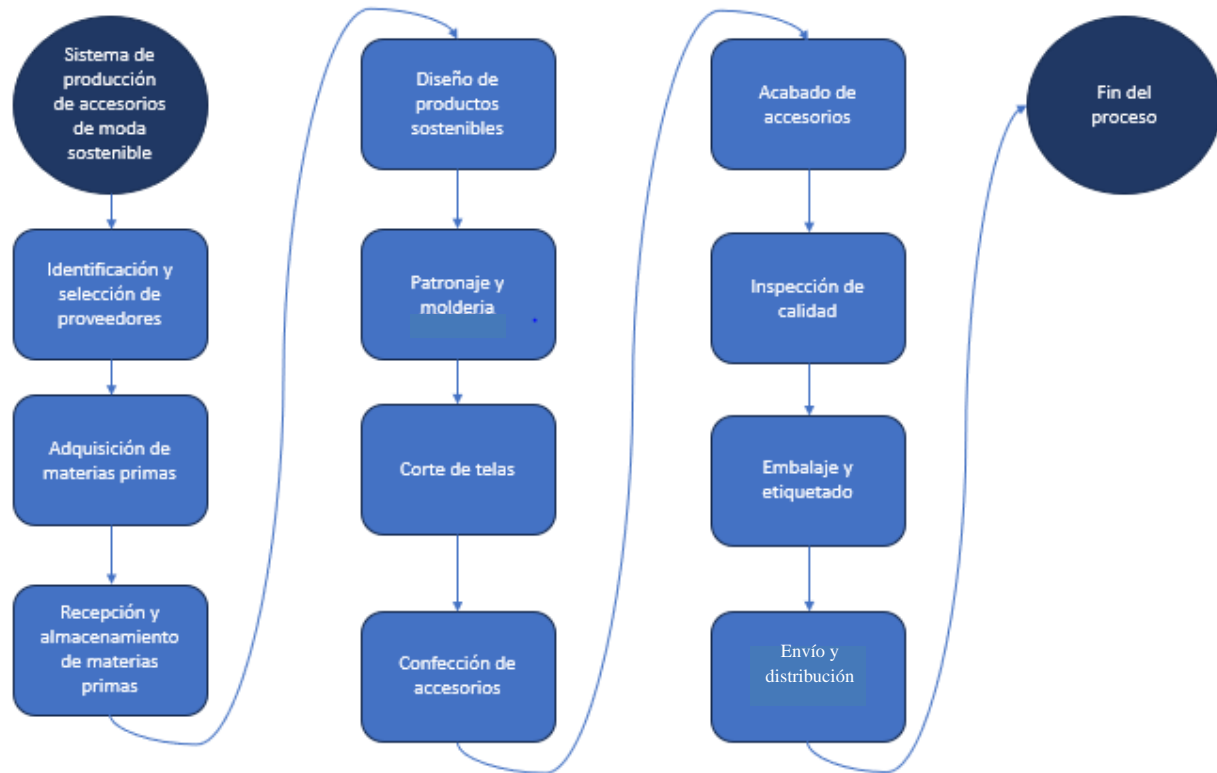 Sistema de
producción
de accesorios
de moda
sostenible
Identificación y
selección de
proveedores
Adquisición de
materias primas
Recepción y
almacenamiento
de materias
primas
Diseño de
productos
sostenibles
Patronaje y
molderia
Corte de telas
Confección de
accesorios
Acabado de
accesorios
Inspección de
calidad
Embalaje y
etiquetado
Envío y
distribución
Fin del
proceso